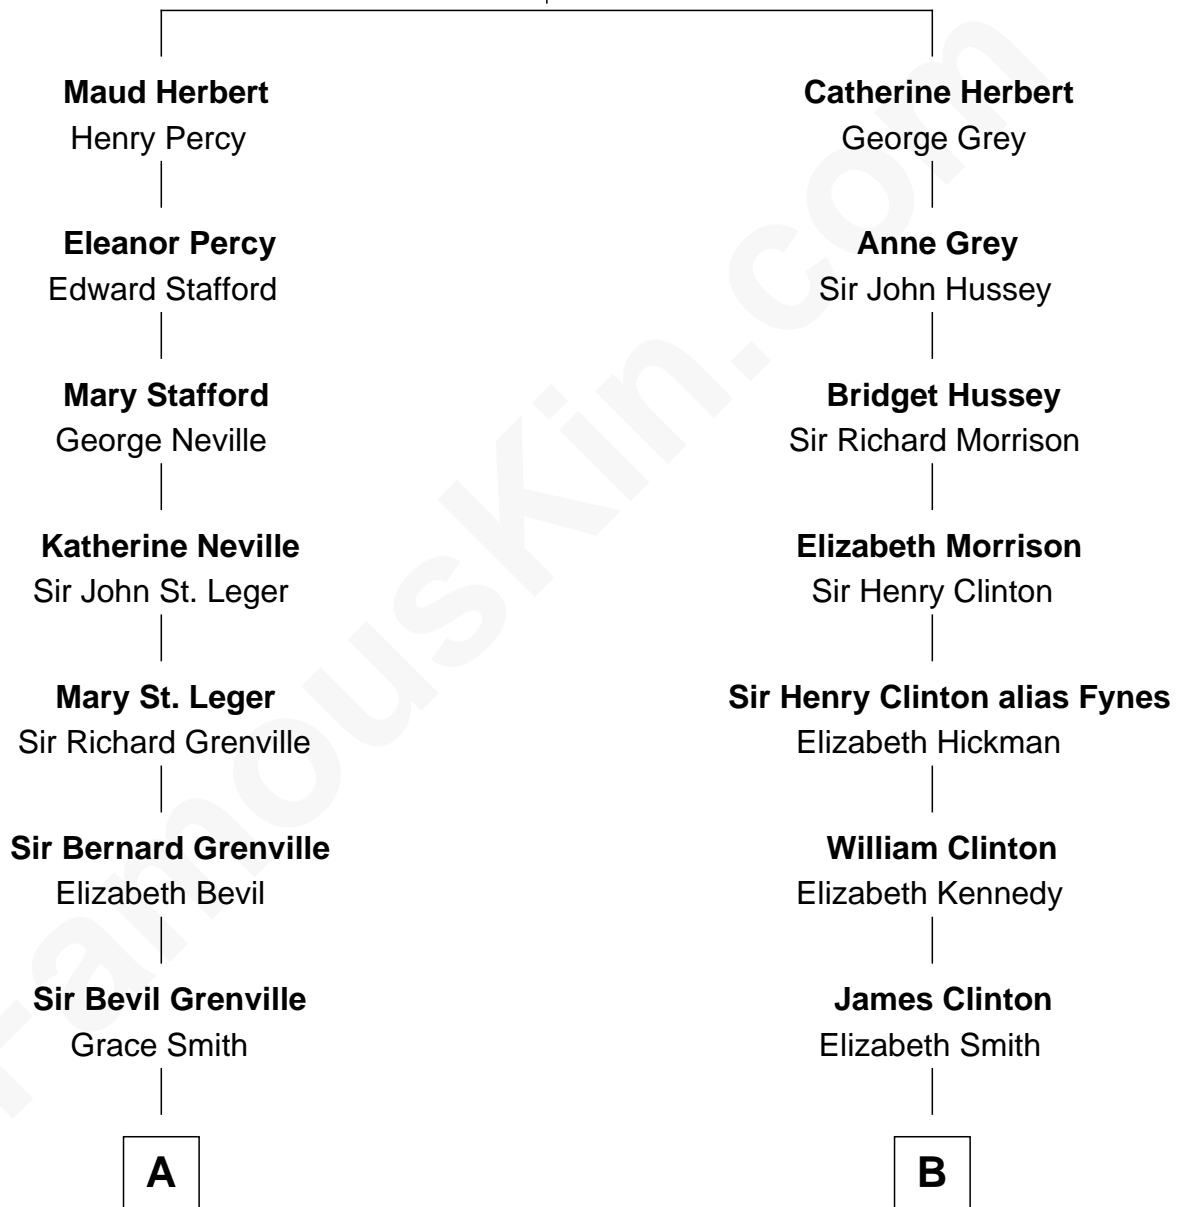 Maud Herbert
Henry Percy
Eleanor Percy
Edward Stafford
Mary Stafford
George Neville
Katherine Neville
Sir John St. Leger
Mary St. Leger
Sir Richard Grenville
Sir Bernard Grenville
Elizabeth Bevil
Sir Bevil Grenville
Grace Smith
A
Catherine Herbert
George Grey
Anne Grey
Sir John Hussey
Bridget Hussey
Sir Richard Morrison
Elizabeth Morrison
Sir Henry Clinton
Sir Henry Clinton alias Fynes
Elizabeth Hickman
William Clinton
Elizabeth Kennedy
James Clinton
Elizabeth Smith
B
FamousKin.com